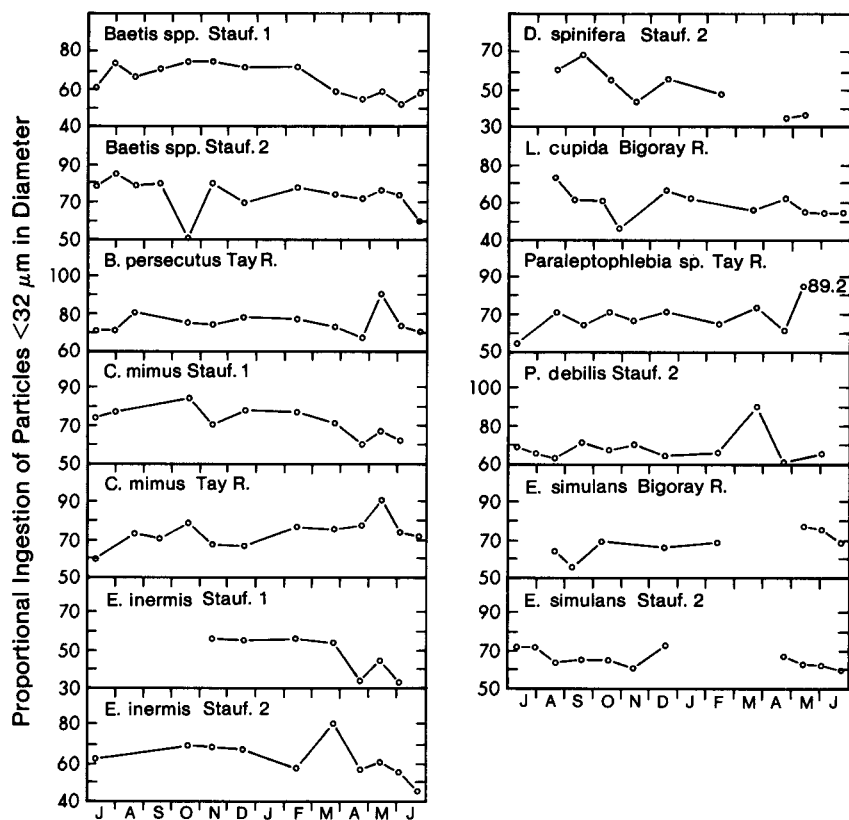 Proportional Ingestion of Particles <32 μm in Diameter
Baetis spp. Stauf. 1
80
60
40
Baetis spp. Stauf. 2
90
70
50
B. persecutus Tay R.
100
80
60
C. mimus Stauf. 1
90
70
50
C. mimus Tay R.
90
70
50
E. inermis Stauf. 1
70
50
30
E. inermis Stauf. 2
80
60
40
J A S O N D J F M A M J
D. spinifera Stauf. 2
70
50
30
L. cupida Bigoray R.
80
60
40
Paraleptophlebia sp. Tay R.
89.2
90
70
50
P. debilis Stauf. 2
100
80
60
E. simulans Bigoray R.
90
70
50
E. simulans Stauf. 2
90
70
50
J A S O N D J F M A M J